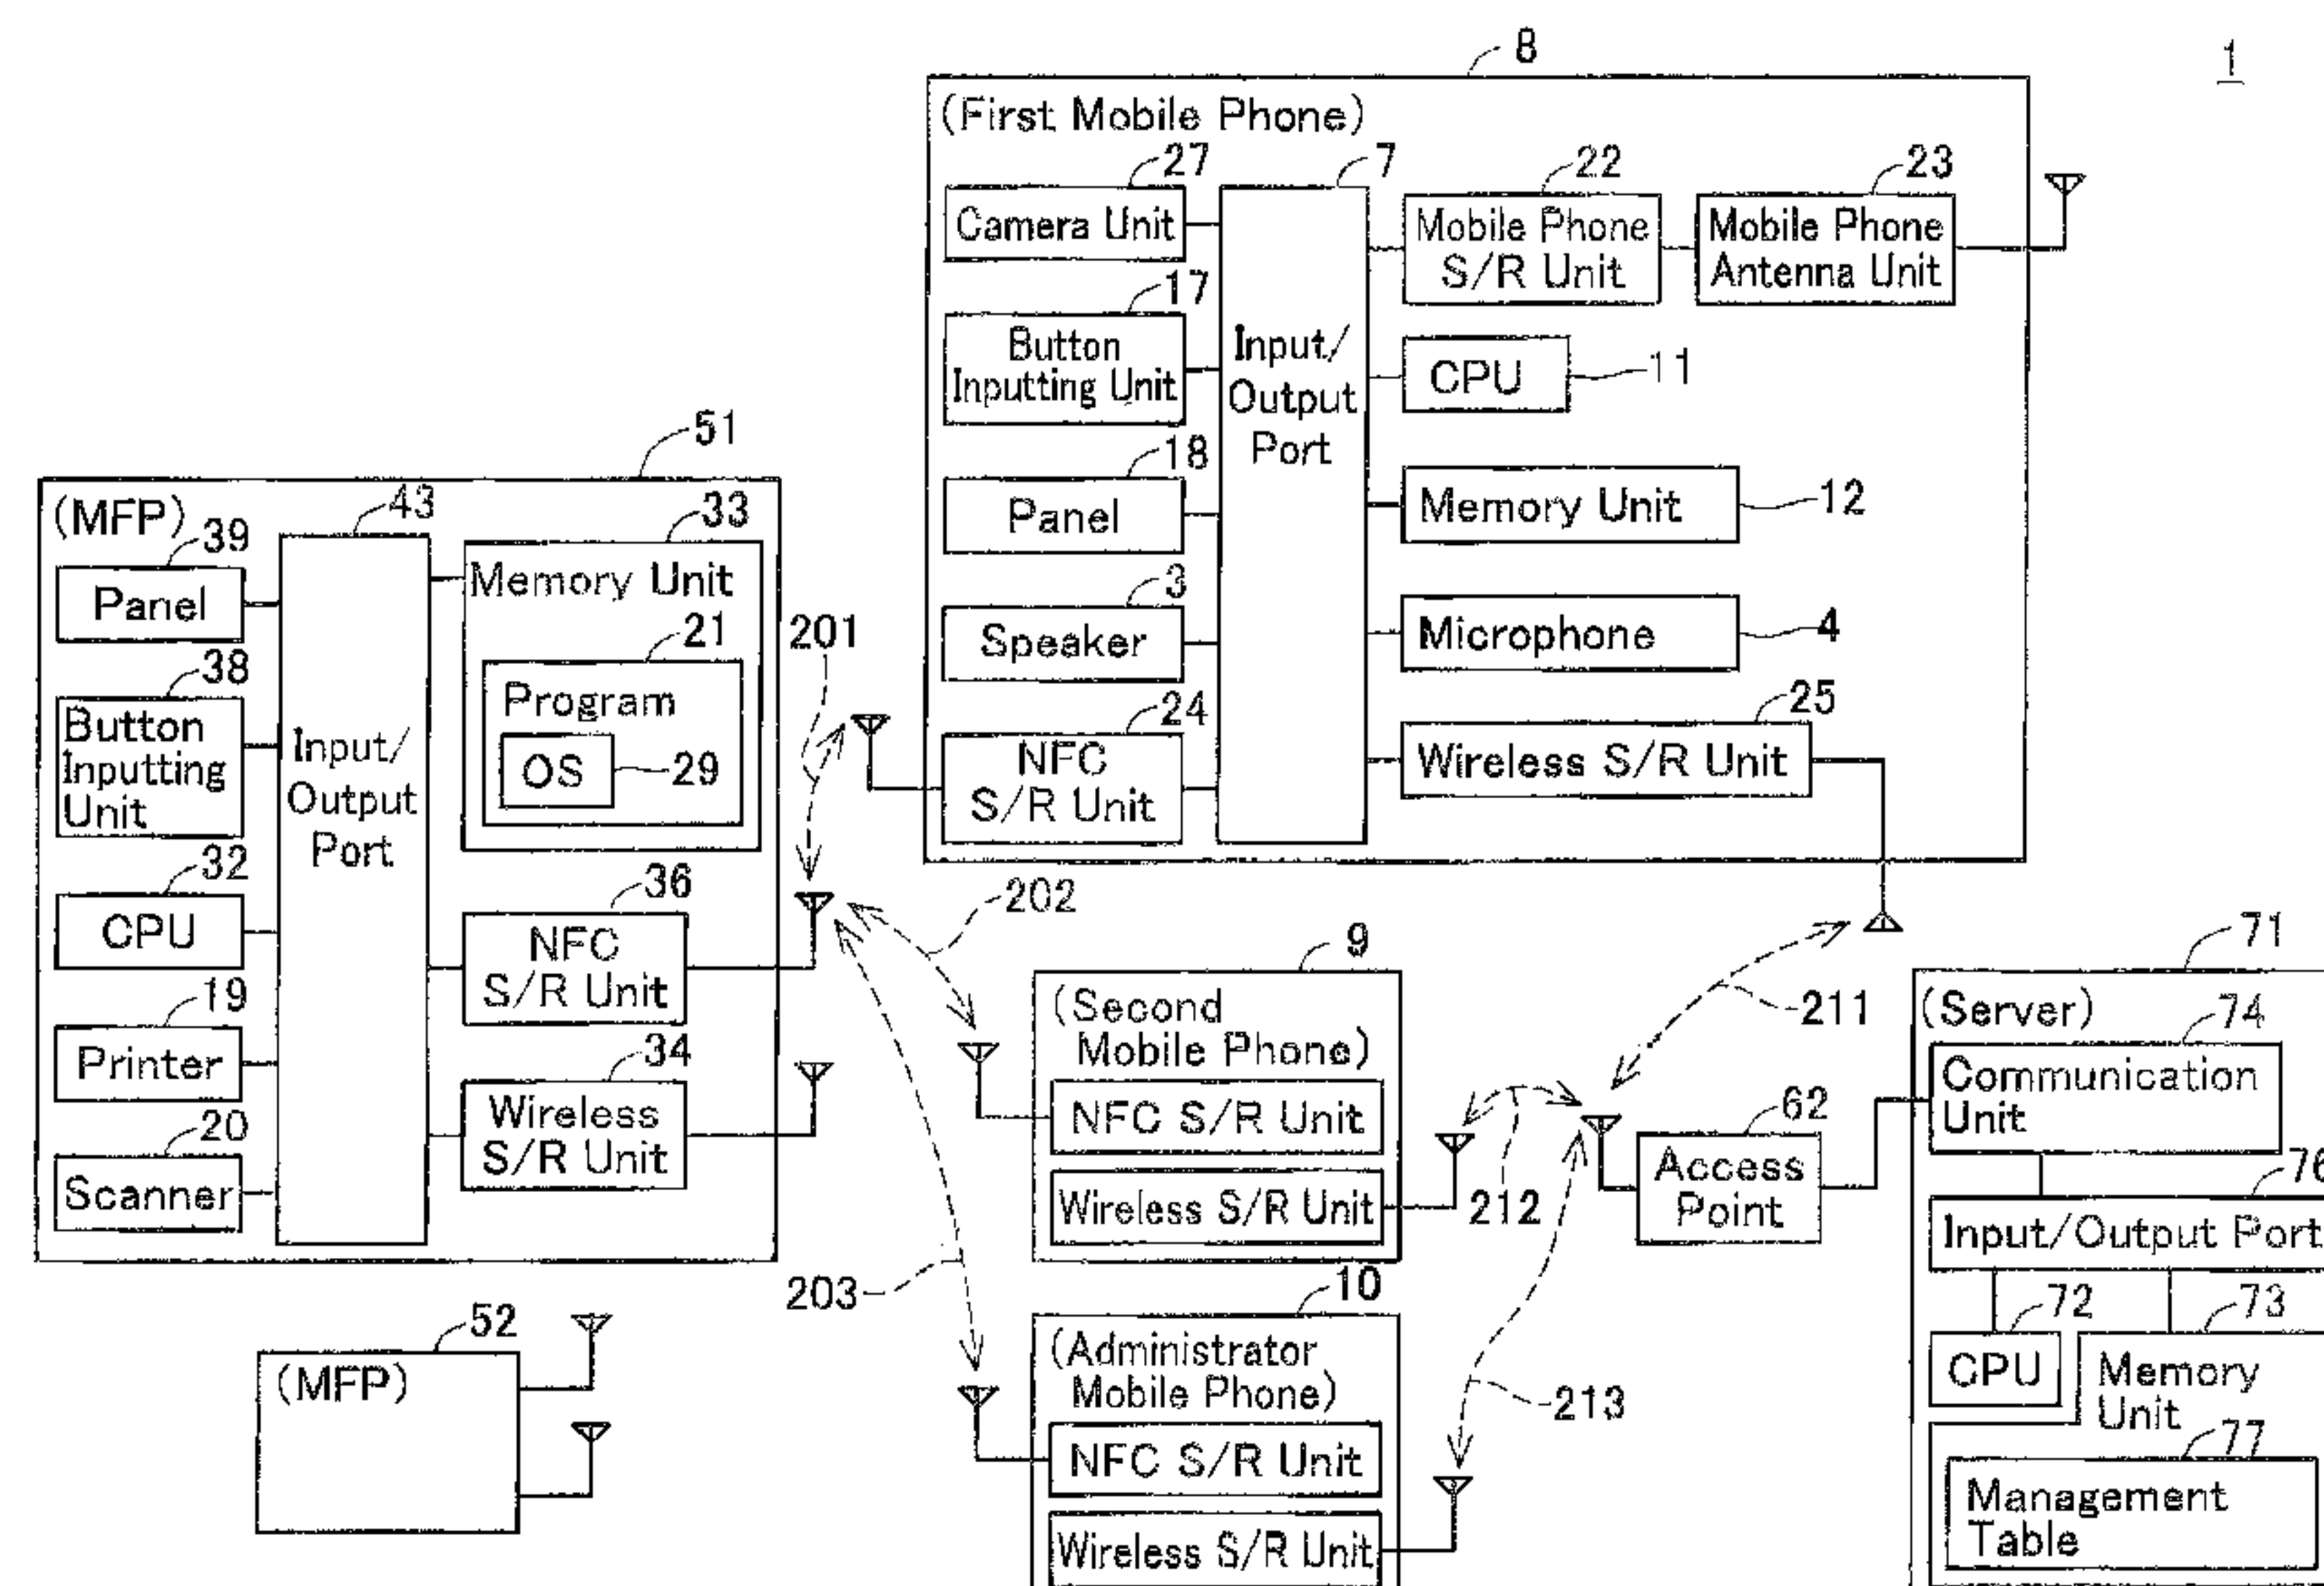 1
8
(First Mobile Phone)
27
Camera Unit
17
Button
Inputting Unit
18
Panel
3
Speaker
24
NFC
S/R Unit
7
Input/
Output
Port
22
Mobile Phone
S/R Unit
23
Mobile Phone
Antenna Unit
CPU
11
Memory Unit
12
Microphone
4
25
Wireless S/R Unit
51
(MFP)
39
Panel
38
Button
Inputting
Unit
32
CPU
19
Printer
20
Scanner
43
Input/
Output
Port
33
Memory Unit
21
Program
OS
29
36
NFC
S/R Unit
34
Wireless
S/R Unit
52
(MFP)
201
202
203
9
(Second
Mobile Phone)
NFC S/R Unit
Wireless S/R Unit
10
(Administrator
Mobile Phone)
NFC S/R Unit
Wireless S/R Unit
211
212
213
62
Access
Point
71
(Server)
74
Communication
Unit
76
Input/Output Port
72
CPU
73
Memory
Unit
77
Management
Table